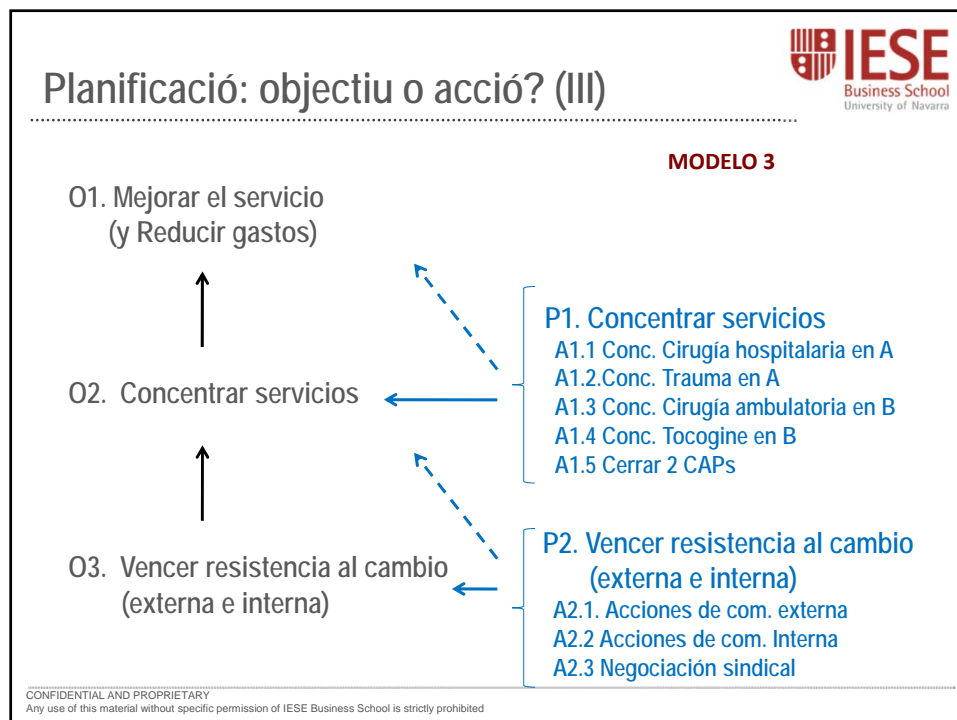 Planificació: objectiu o acció? (III)
IESE
Business School
University of Navarra
MODELO 3
O1. Mejorar el servicio
(y Reducir gastos)
O2. Concentrar servicios
O3. Vencer resistencia al cambio
(externa e interna)
P1. Concentrar servicios
A1.1 Conc. Cirugía hospitalaria en A
A1.2.Conc. Trauma en A
A1.3 Conc. Cirugía ambulatoria en B
A1.4 Conc. Tocogine en B
A1.5 Cerrar 2 CAPs
P2. Vencer resistencia al cambio
(externa e interna)
A2.1. Acciones de com. externa
A2.2 Acciones de com. Interna
A2.3 Negociación sindical
CONFIDENTIAL AND PROPRIETARY
Any use of this material without specific permission of IESE Business School is strictly prohibited